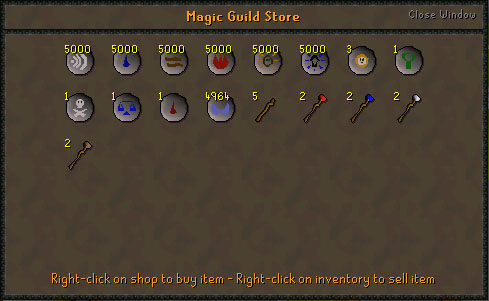 Magic Guild Store
Close Window
5000 5000 5000 5000 5000 5000 3 1
1 1 1 4964 5 2 2 2
2
Right-click on shop to buy item - Right-click on inventory to sell item